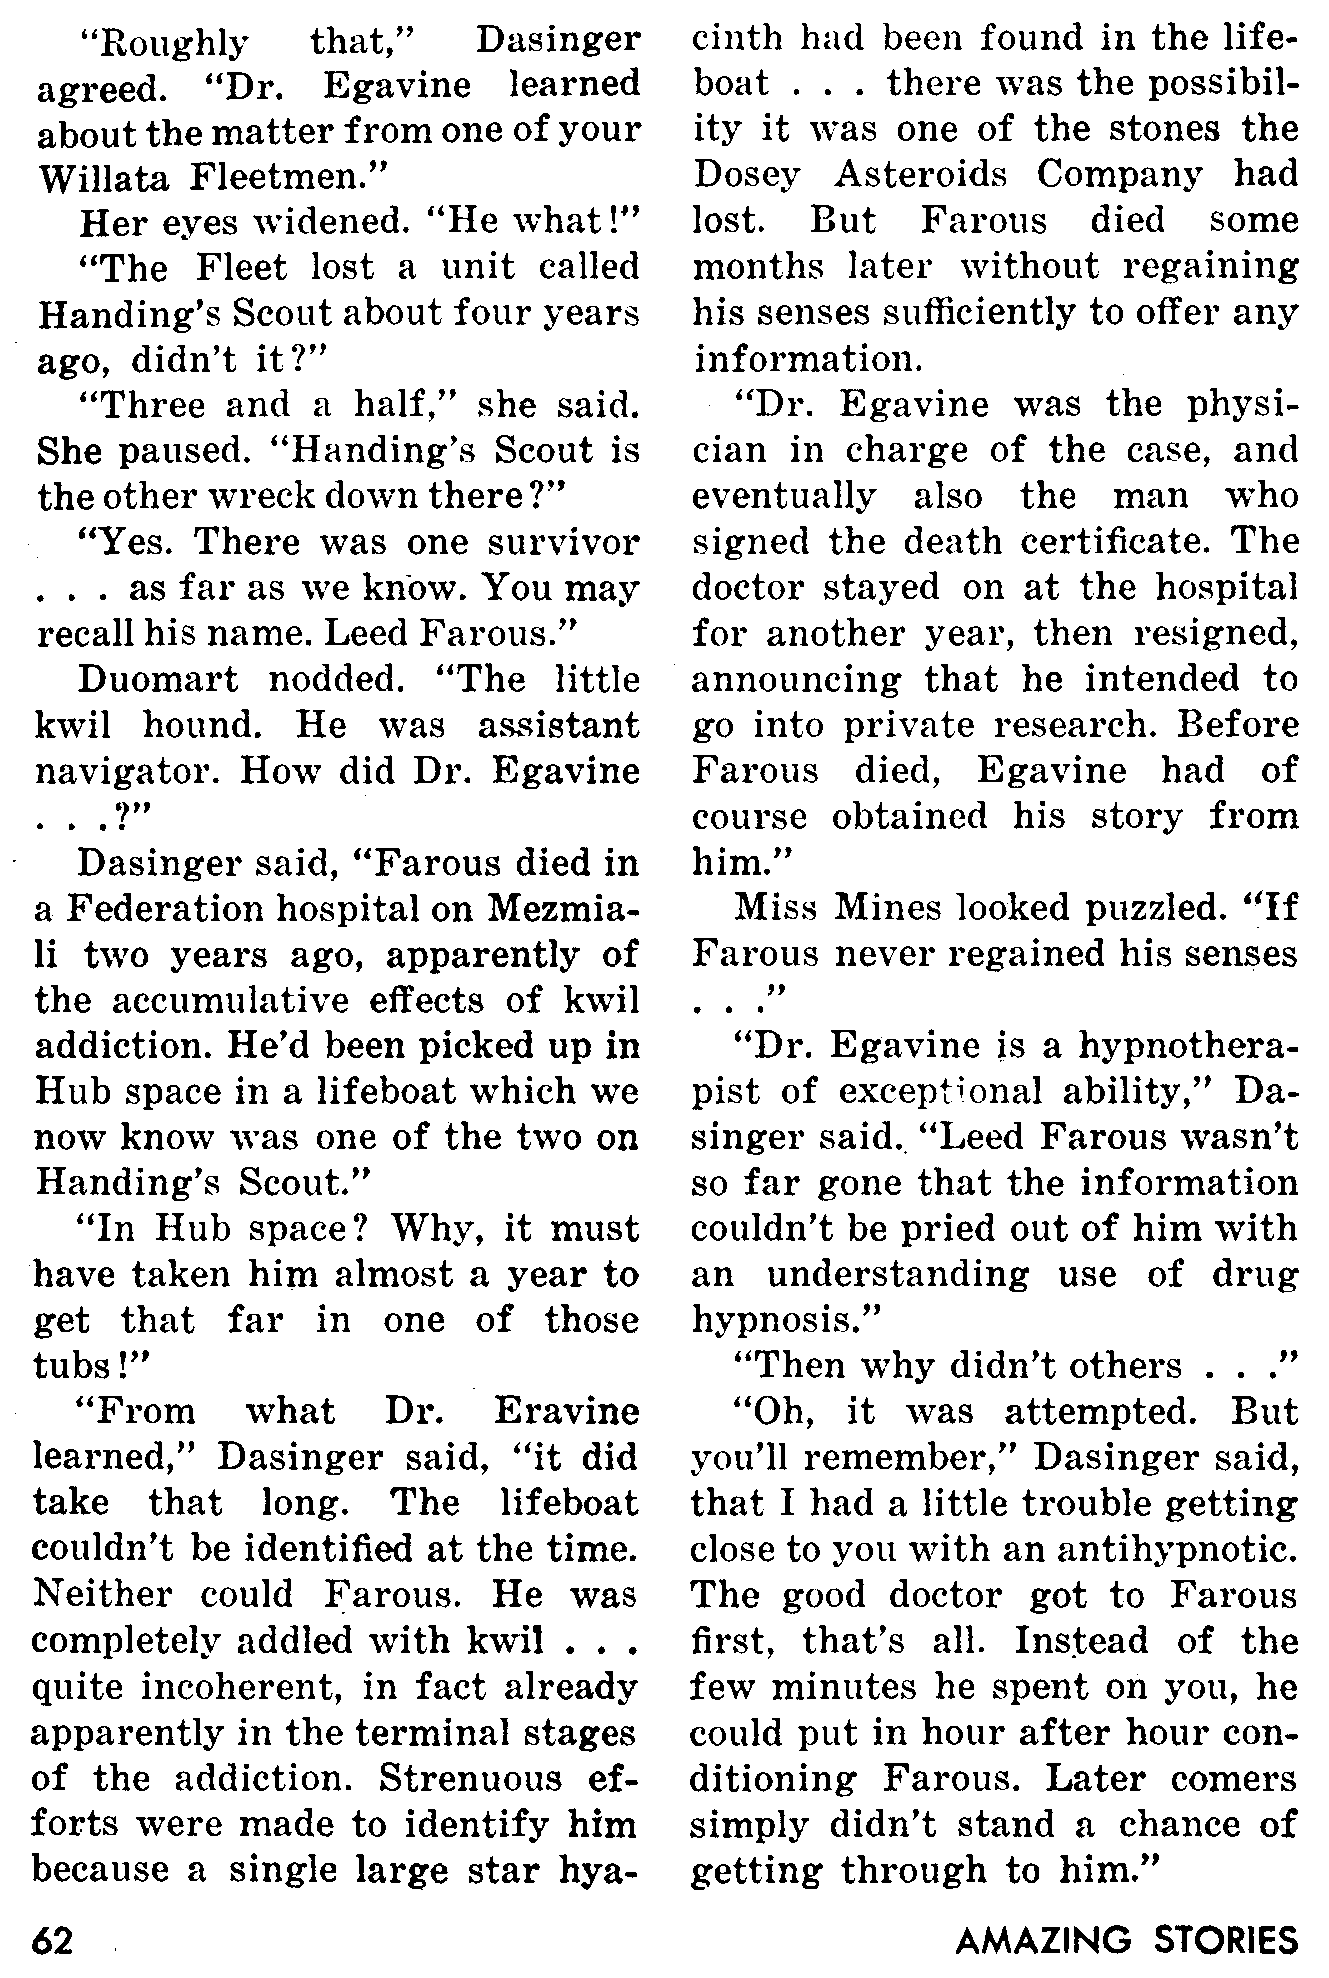 “Roughly that,” Dasinger
agreed. “Dr. Egavine learned
about the matter from one of your
Willata Fleetmen.”
Her eyes widened. “He what!”
“The Fleet lost a unit called
Handing’s Scout about four years
ago, didn’t it?”
“Three and a half,” she said.
She paused. “Handing’s Scout is
the other wreck down there?”
“Yes. There was one survivor
. . . as far as we know. You may
recall his name. Leed Farous.”
Duomart nodded. “The little
kwil hound. He was assistant
navigator. How did Dr. Egavine
. . .?”
Dasinger said, “Farous died in
a Federation hospital on Mezmia-
li two years ago, apparently of
the accumulative effects of kwil
addiction. He’d been picked up in
Hub space in a lifeboat which we
now know was one of the two on
Handing’s Scout.”
“In Hub space? Why, it must
have taken him almost a year to
get that far in one of those
tubs!”
“From what Dr. Eravine
learned,” Dasinger said, “it did
take that long. The lifeboat
couldn’t be identified at the time.
Neither could Farous. He was
completely addled with kwil . . .
quite incoherent, in fact already
apparently in the terminal stages
of the addiction. Strenuous ef-
forts were made to identify him
because a single large star hya-
cinth had been found in the life-
boat . . . there was the possibil-
ity it was one of the stones the
Dosey Asteroids Company had
lost. But Farous died some
months later without regaining
his senses sufficiently to offer any
information.
“Dr. Egavine was the physi-
cian in charge of the case, and
eventually also the man who
signed the death certificate. The
doctor stayed on at the hospital
for another year, then resigned,
announcing that he intended to
go into private research. Before
Farous died, Egavine had of
course obtained his story from
him.”
Miss Mines looked puzzled. “If
Farous never regained his senses
. . .”
“Dr. Egavine is a hypnothera-
pist of exceptional ability,” Da-
singer said. “Leed Farous wasn’t
so far gone that the information
couldn’t be pried out of him with
an understanding use of drug
hypnosis.”
“Then why didn’t others . . .”
“Oh, it was attempted. But
you’ll remember,” Dasinger said,
that I had a little trouble getting
close to you with an antihypnotic.
The good doctor got to Farous
first, that’s all. Instead of the
few minutes he spent on you, he
could put in hour after hour con-
ditioning Farous. Later comers
simply didn’t stand a chance of
getting through to him.”
62
AMAZING STORIES